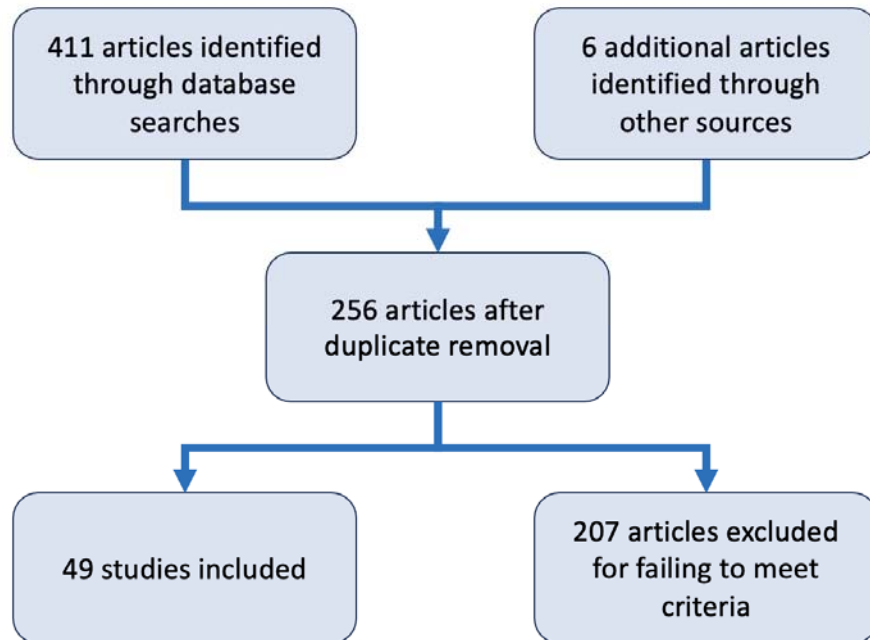 411 articles identified
through database
searches
6 additional articles
identified through
other sources
256 articles after
duplicate removal
49 studies included
207 articles excluded
for failing to meet
criteria